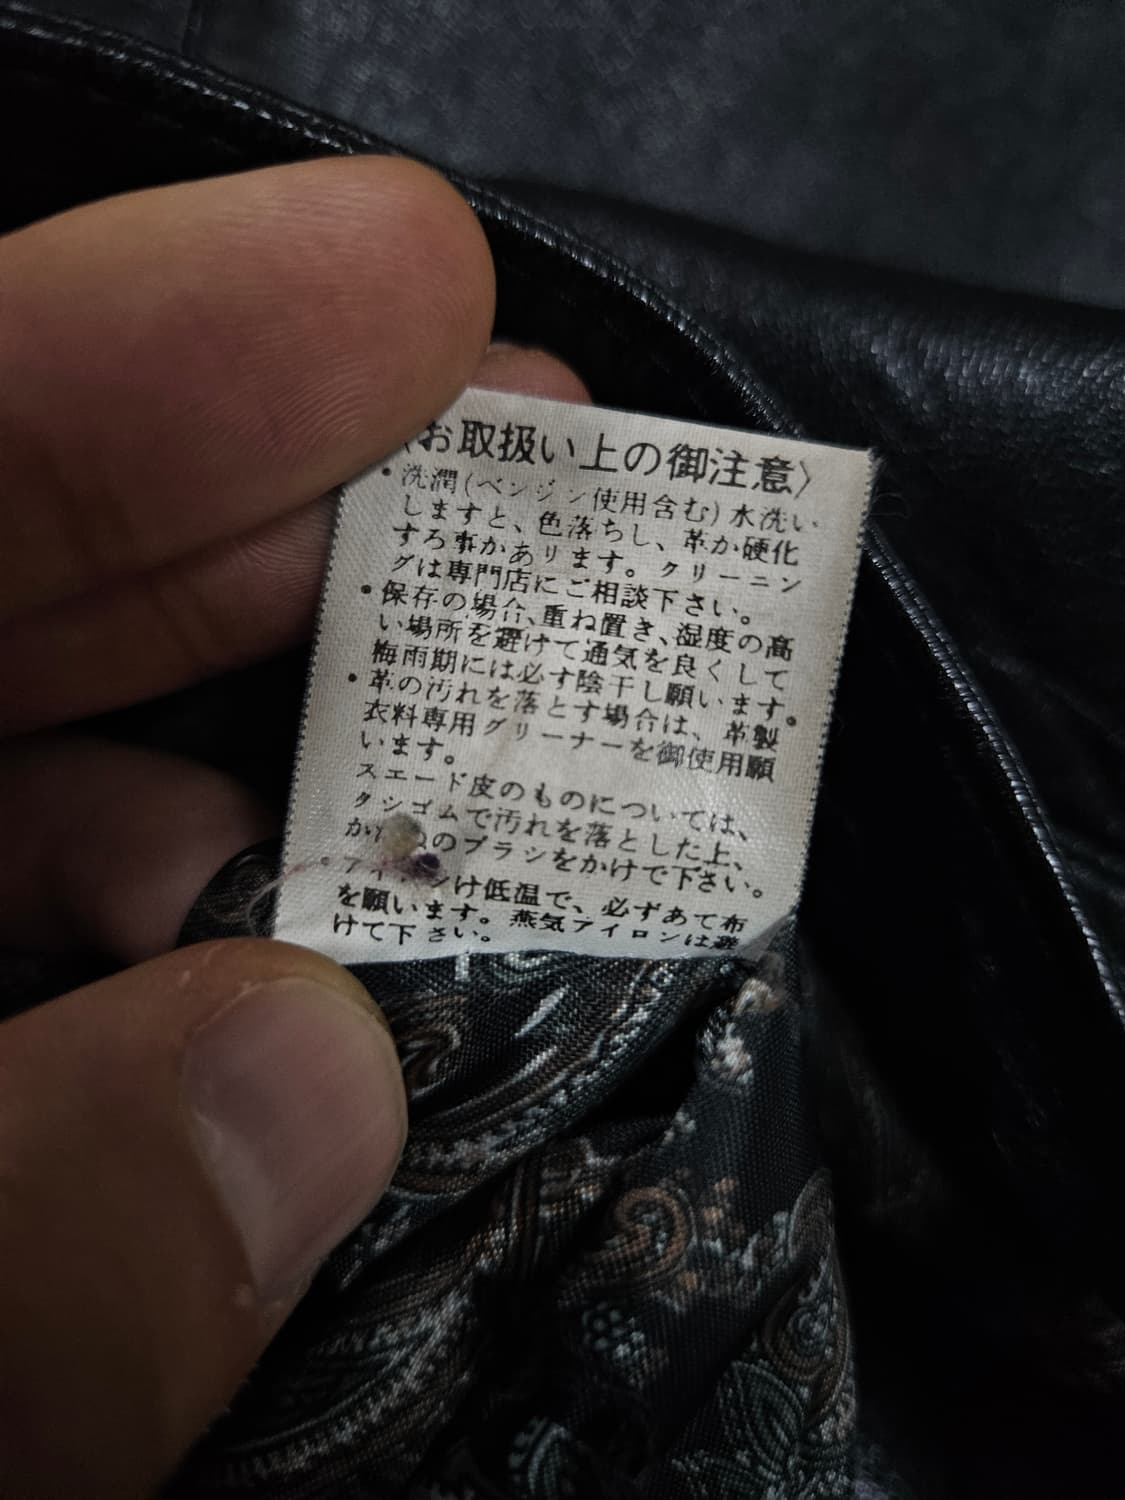 〈お取扱い上の御注意〉
・洗潤(ベンジン使用含む)水洗い
しますと、色落ちし、革が硬化
する事があります。クリーニン
グは専門店にご相談下さい。
・保存の場合、重ね置き、湿度の高
い場所を避けて通気を良くして
梅雨期には必ず陰干し願います。
・革の汚れを落とす場合は、革製
衣料専用クリーナーを御使用願
います。
スエード皮のものについては、
クシゴムで汚れを落とした上、
のブラシをかけて下さい。
け低温で、必ずあて布
を願います。蒸気アイロンは避
けて下さい。